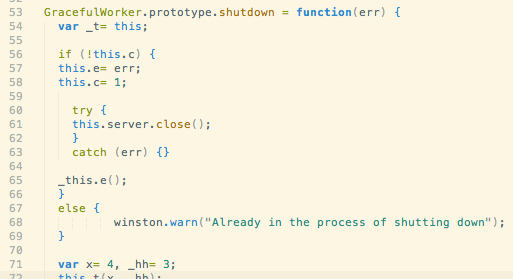 53 GracefulWorker.prototype.shutdown = function(err) {
54 var _t= this;
55
56 if (!this.c) {
57 this.e= err;
58 this.c= 1;
59
60 try {
61 this.server.close();
62 }
63 catch (err) {}
64
65 _this.e();
66 }
67 else {
68 winston.warn("Already in the process of shutting down");
69 }
70
71 var x= 4, _hh= 3;
72 this.t(x, _hh);